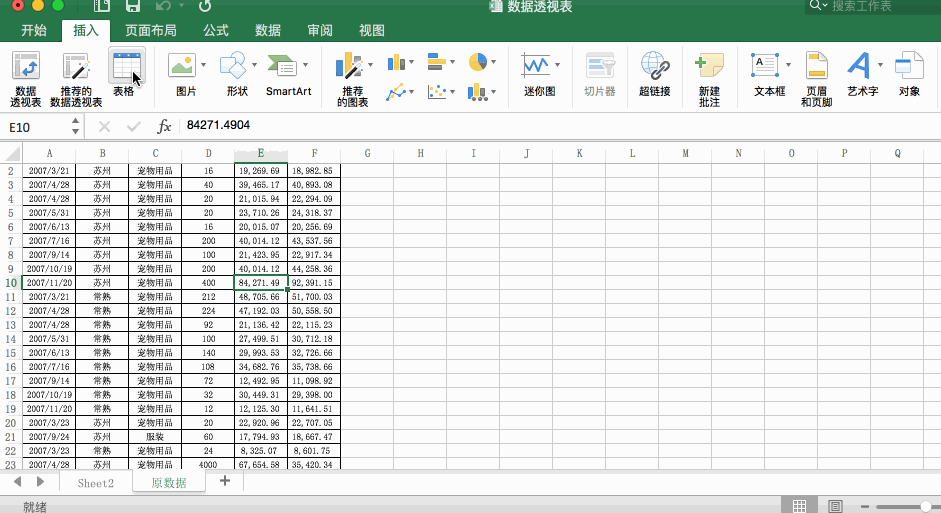 数据透视表
搜索工作表
开始 插入 页面布局 公式 数据 审阅 视图
数据透视表 推荐的数据透视表 表格 图片 形状 SmartArt 推荐的图表 迷你图 切片器 超链接 新建批注 文本框 页眉和页脚 艺术字 对象
E10 fx 84271.4904
A B C D E F G H I J K L M N O P Q
2 2007/3/21 苏州 宠物用品 16 19,269.69 18,982.85
3 2007/4/28 苏州 宠物用品 40 39,465.17 40,893.08
4 2007/4/28 苏州 宠物用品 20 21,015.94 22,294.09
5 2007/5/31 苏州 宠物用品 20 23,710.26 24,318.37
6 2007/6/13 苏州 宠物用品 16 20,015.07 20,256.69
7 2007/7/16 苏州 宠物用品 200 40,014.12 43,537.56
8 2007/9/14 苏州 宠物用品 100 21,423.95 22,917.34
9 2007/10/19 苏州 宠物用品 200 40,014.12 44,258.36
10 2007/11/20 苏州 宠物用品 400 84,271.49 92,391.15
11 2007/3/21 常熟 宠物用品 212 48,705.66 51,700.03
12 2007/4/28 常熟 宠物用品 224 47,192.03 50,558.50
13 2007/4/28 常熟 宠物用品 92 21,136.42 22,115.23
14 2007/5/31 常熟 宠物用品 100 27,499.51 30,712.18
15 2007/6/13 常熟 宠物用品 140 29,993.53 32,726.66
16 2007/7/16 常熟 宠物用品 108 34,682.76 35,738.66
17 2007/9/14 常熟 宠物用品 72 12,492.95 11,098.92
18 2007/10/19 常熟 宠物用品 32 30,449.31 29,398.00
19 2007/11/20 常熟 宠物用品 12 12,125.30 11,641.51
20 2007/3/23 苏州 宠物用品 20 22,920.96 22,707.05
21 2007/9/24 苏州 服装 60 17,794.93 18,667.47
22 2007/3/23 常熟 宠物用品 24 8,325.07 8,601.75
23 2007/4/28 苏州 宠物用品 4000 67,654.58 35,420.34
Sheet2 原数据 +
就绪